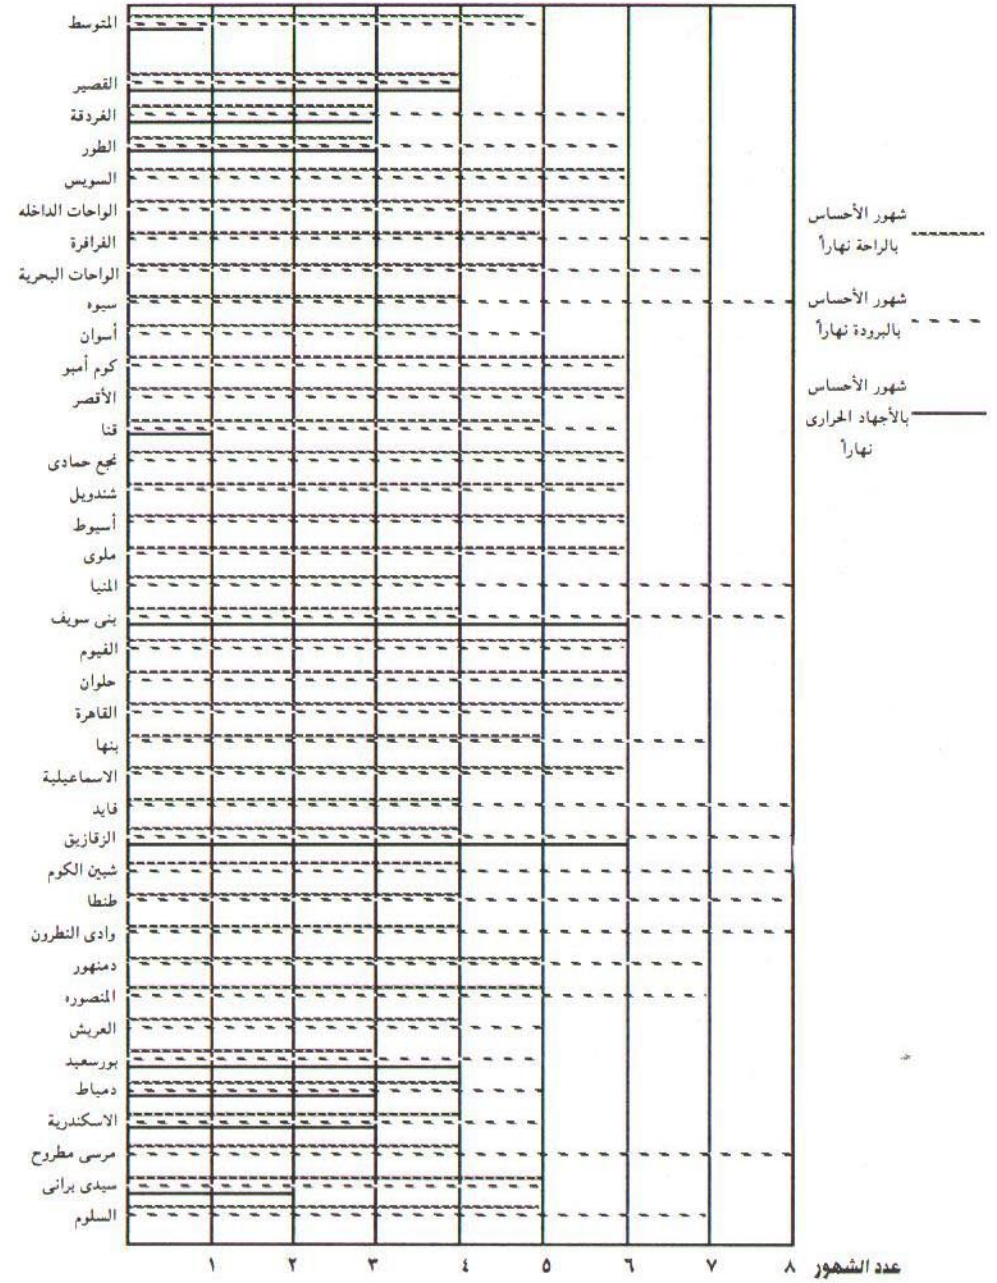 المتوسط
القصير
الغردقة
الطور
السويس
الواحات الداخله
الفرافرة
الواحات البحرية
سيوه
أسوان
كوم أمبو
الأقصر
قنا
نجع حمادى
شندويل
أسيوط
ملوى
المنيا
بنى سويف
الفيوم
حلوان
القاهرة
بنها
الاسماعيلية
فايد
الزقازيق
شبين الكوم
طنطا
وادى النطرون
دمنهور
المنصوره
العريش
بورسعيد
دمياط
الاسكندرية
مرسى مطروح
سيدى برانى
السلوم
١ ٢ ٣ ٤ ٥ ٦ ٧ ٨
عدد الشهور
شهور الأحساس
بالراحة نهاراً
شهور الأحساس
بالبرودة نهاراً
شهور الأحساس
بالأجهاد الحرارى
نهاراً